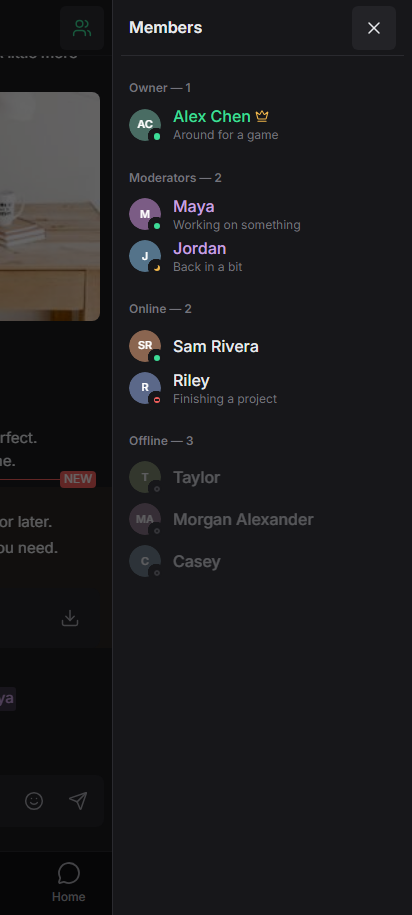 Members
Owner — 1
AC
Alex Chen
Around for a game
Moderators — 2
M
Maya
Working on something
J
Jordan
Back in a bit
Online — 2
SR
Sam Rivera
R
Riley
Finishing a project
Offline — 3
T
Taylor
MA
Morgan Alexander
C
Casey
more
rfect.
ne.
NEW
or later.
ou need.
ya
Home